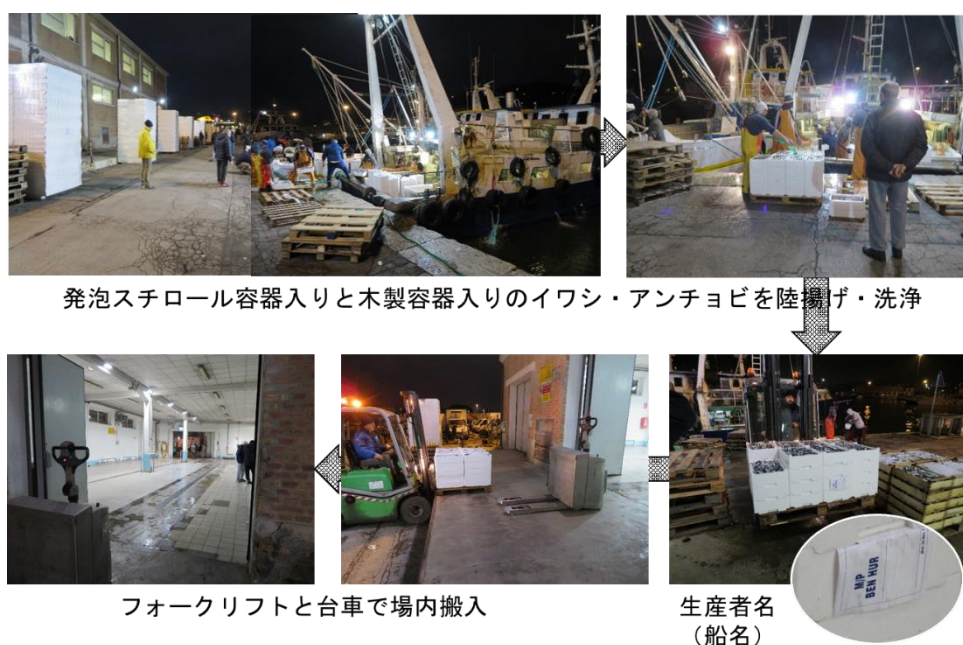 発泡スチロール容器入りと木製容器入りのイワシ・アンチョビを陸揚げ・洗浄
フォークリフトと台車で場内搬入
生産者名
（船名）
M/P
BEN HUR